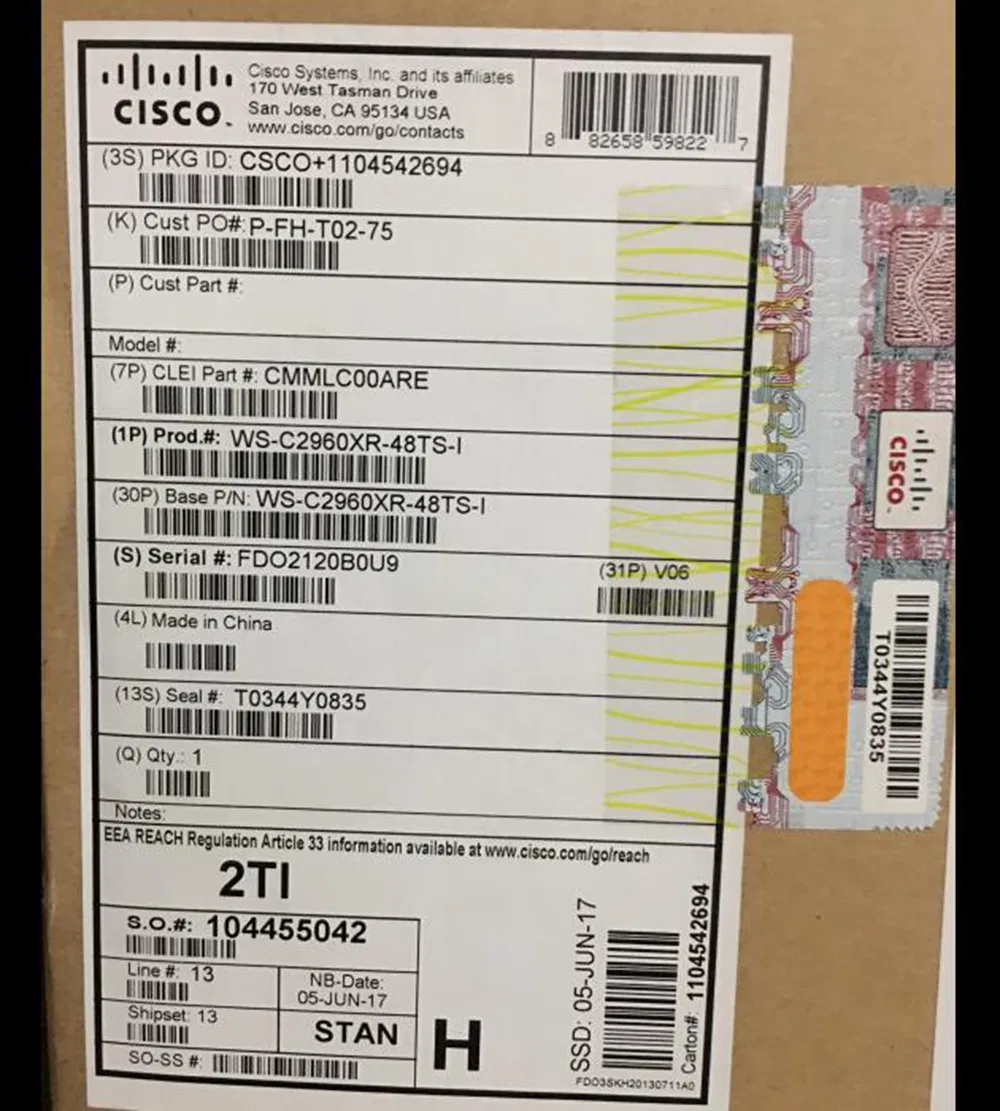 CISCO
Cisco Systems, Inc. and its affiliates
170 West Tasman Drive
San Jose, CA 95134 USA
www.cisco.com/go/contacts
8 82658 59822 7
(3S) PKG ID: CSCO+1104542694
(K) Cust PO#: P-FH-T02-75
(P) Cust Part #:
Model #:
(7P) CLEI Part #: CMMLC00ARE
(1P) Prod.#: WS-C2960XR-48TS-I
(30P) Base P/N: WS-C2960XR-48TS-I
(S) Serial #: FDO2120B0U9
(31P) V06
(4L) Made in China
(13S) Seal #: T0344Y0835
(Q) Qty.: 1
Notes:
EEA REACH Regulation Article 33 information available at www.cisco.com/go/reach
2TI
S.O.#: 104455042
Line #: 13
NB-Date:
05-JUN-17
Shipset: 13
STAN
SO-SS #:
H
SSD: 05-JUN-17
Carton#: 1104542694
FDO3SKH20130711A0
CISCO
T0344Y0835